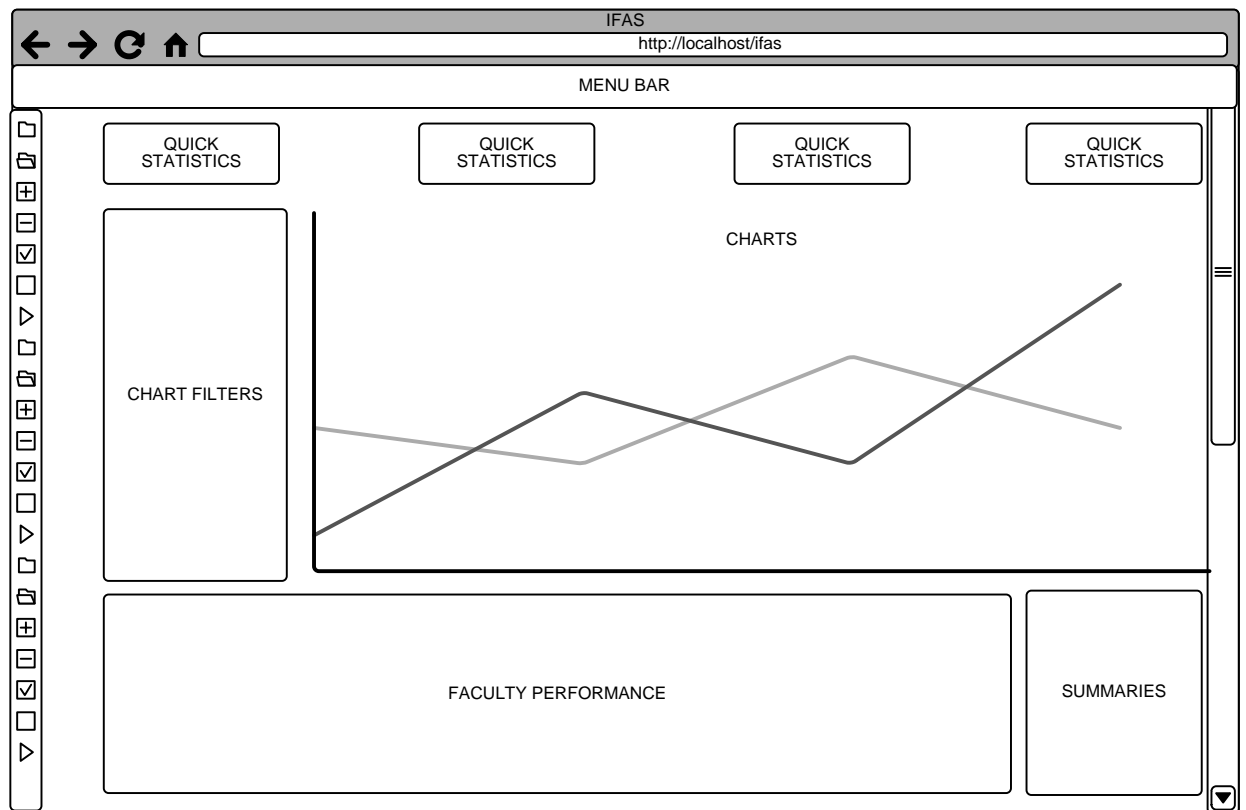 IFAS
http://localhost/ifas
MENU BAR
QUICK
STATISTICS
QUICK
STATISTICS
QUICK
STATISTICS
QUICK
STATISTICS
CHARTS
CHART FILTERS
FACULTY PERFORMANCE
SUMMARIES